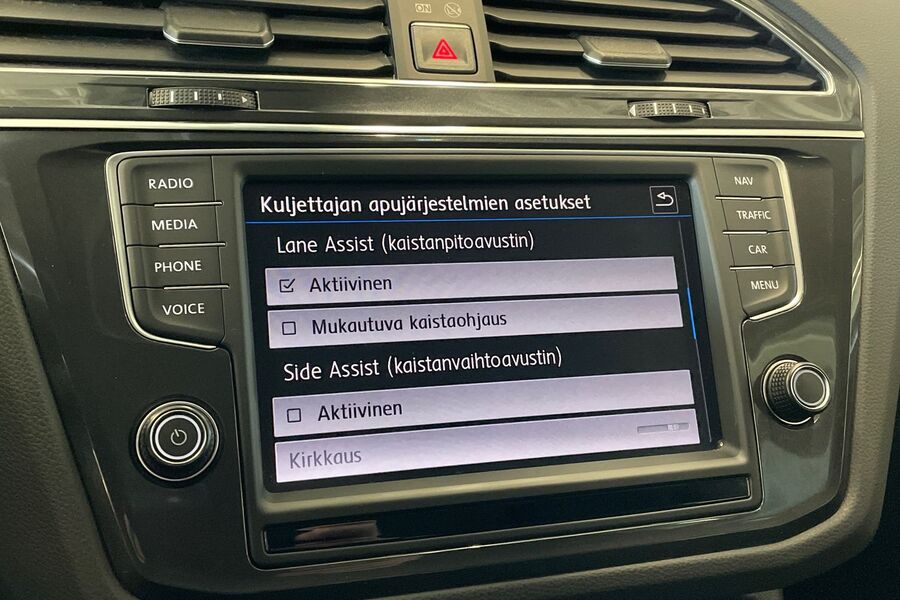 ON
RADIO
MEDIA
PHONE
VOICE
Kuljettajan apujärjestelmien asetukset
Lane Assist (kaistanpitoavustin)
Aktiivinen
Mukautuva kaistaohjaus
Side Assist (kaistanvaihtoavustin)
Aktiivinen
Kirkkaus
NAV
TRAFFIC
CAR
MENU